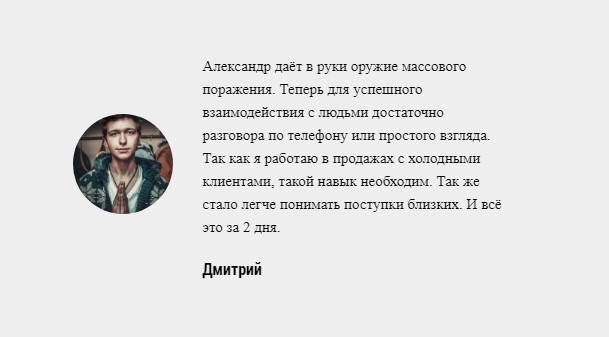 Александр даёт в руки оружие массового
поражения. Теперь для успешного
взаимодействия с людьми достаточно
разговора по телефону или простого взгляда.
Так как я работаю в продажах с холодными
клиентами, такой навык необходим. Так же
стало легче понимать поступки близких. И всё
это за 2 дня.
Дмитрий